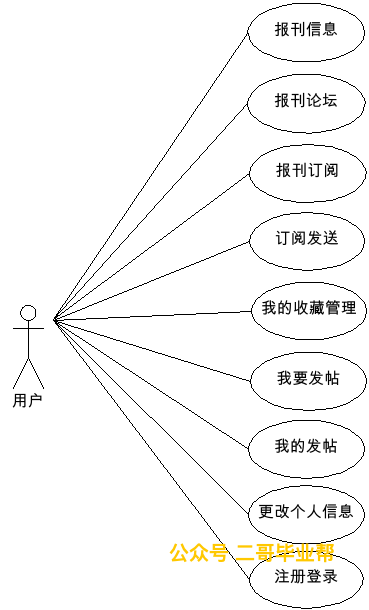 报刊信息
报刊论坛
报刊订阅
订阅发送
我的收藏管理
我要发帖
用户
我的发帖
更改个人信息
公众号 二哥毕业帮
注册登录